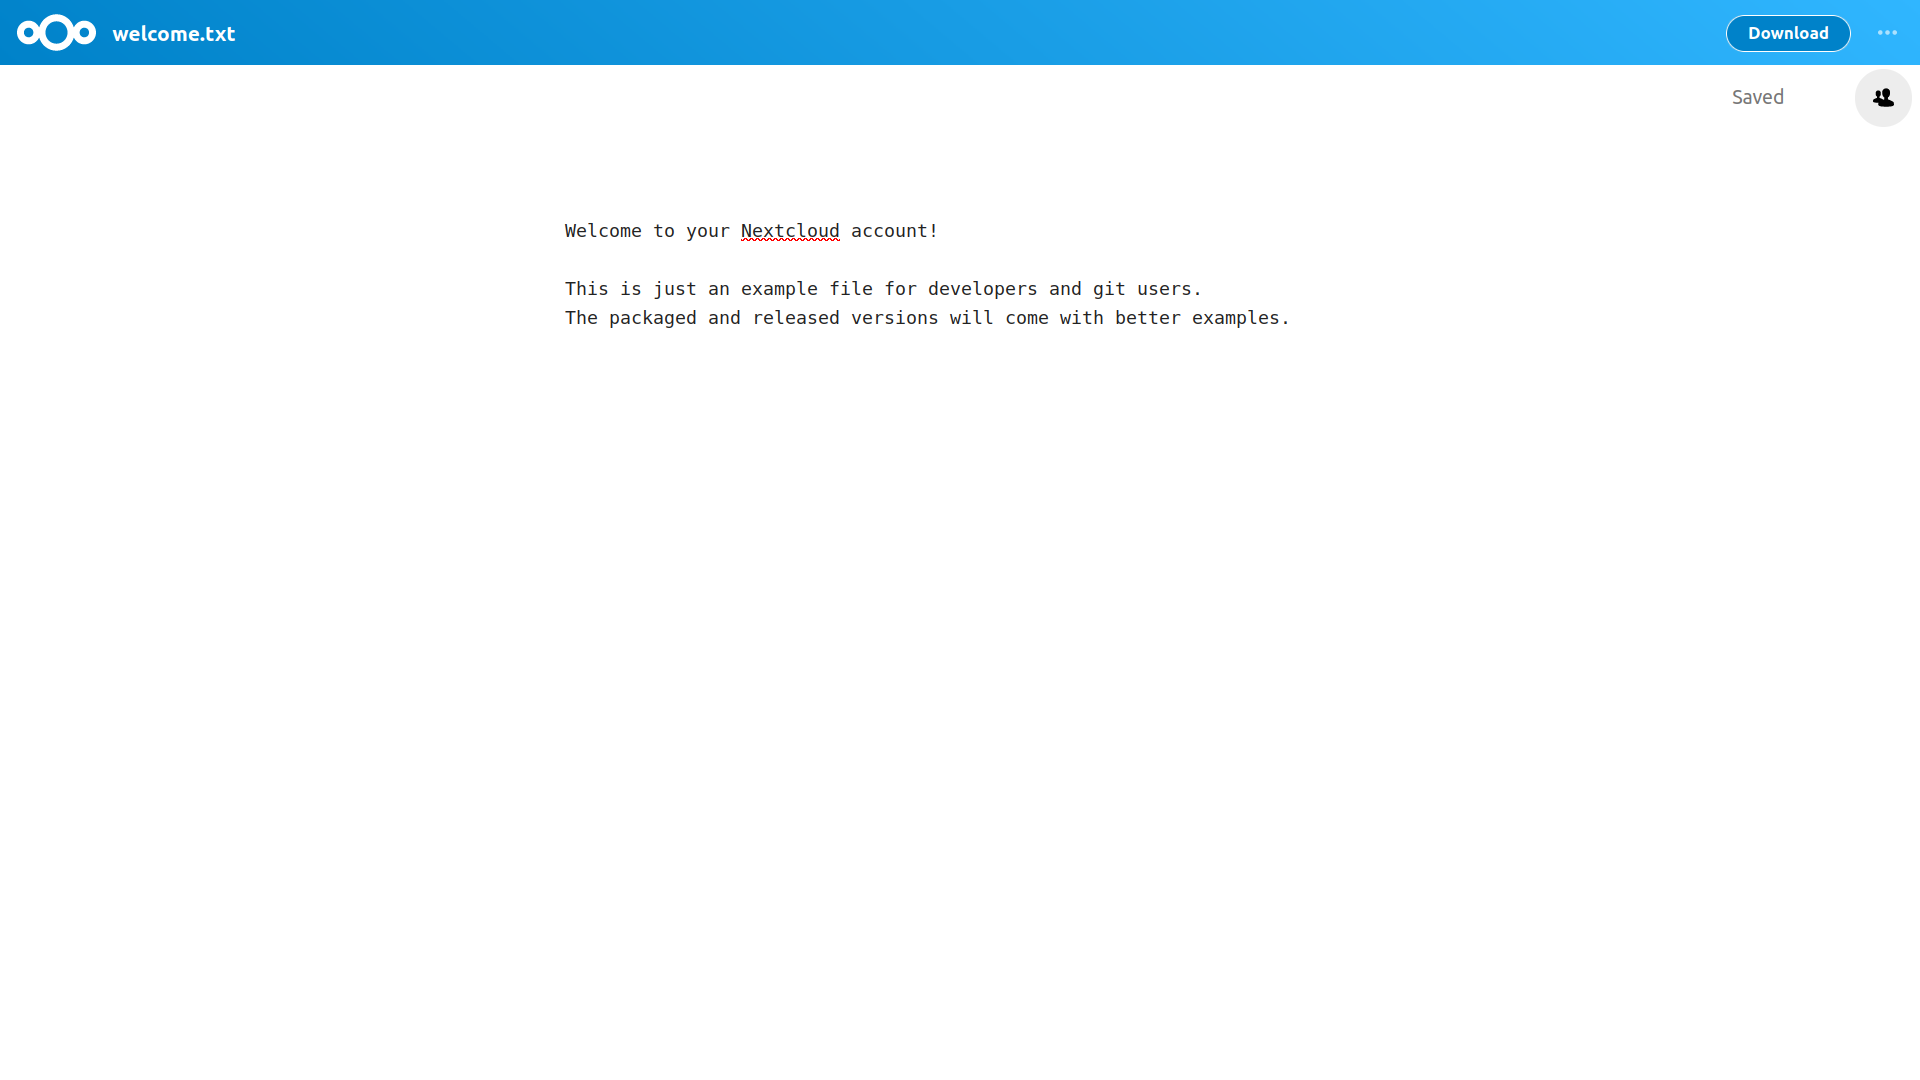 welcome.txt
Download
Saved
Welcome to your Nextcloud account!
This is just an example file for developers and git users.
The packaged and released versions will come with better examples.